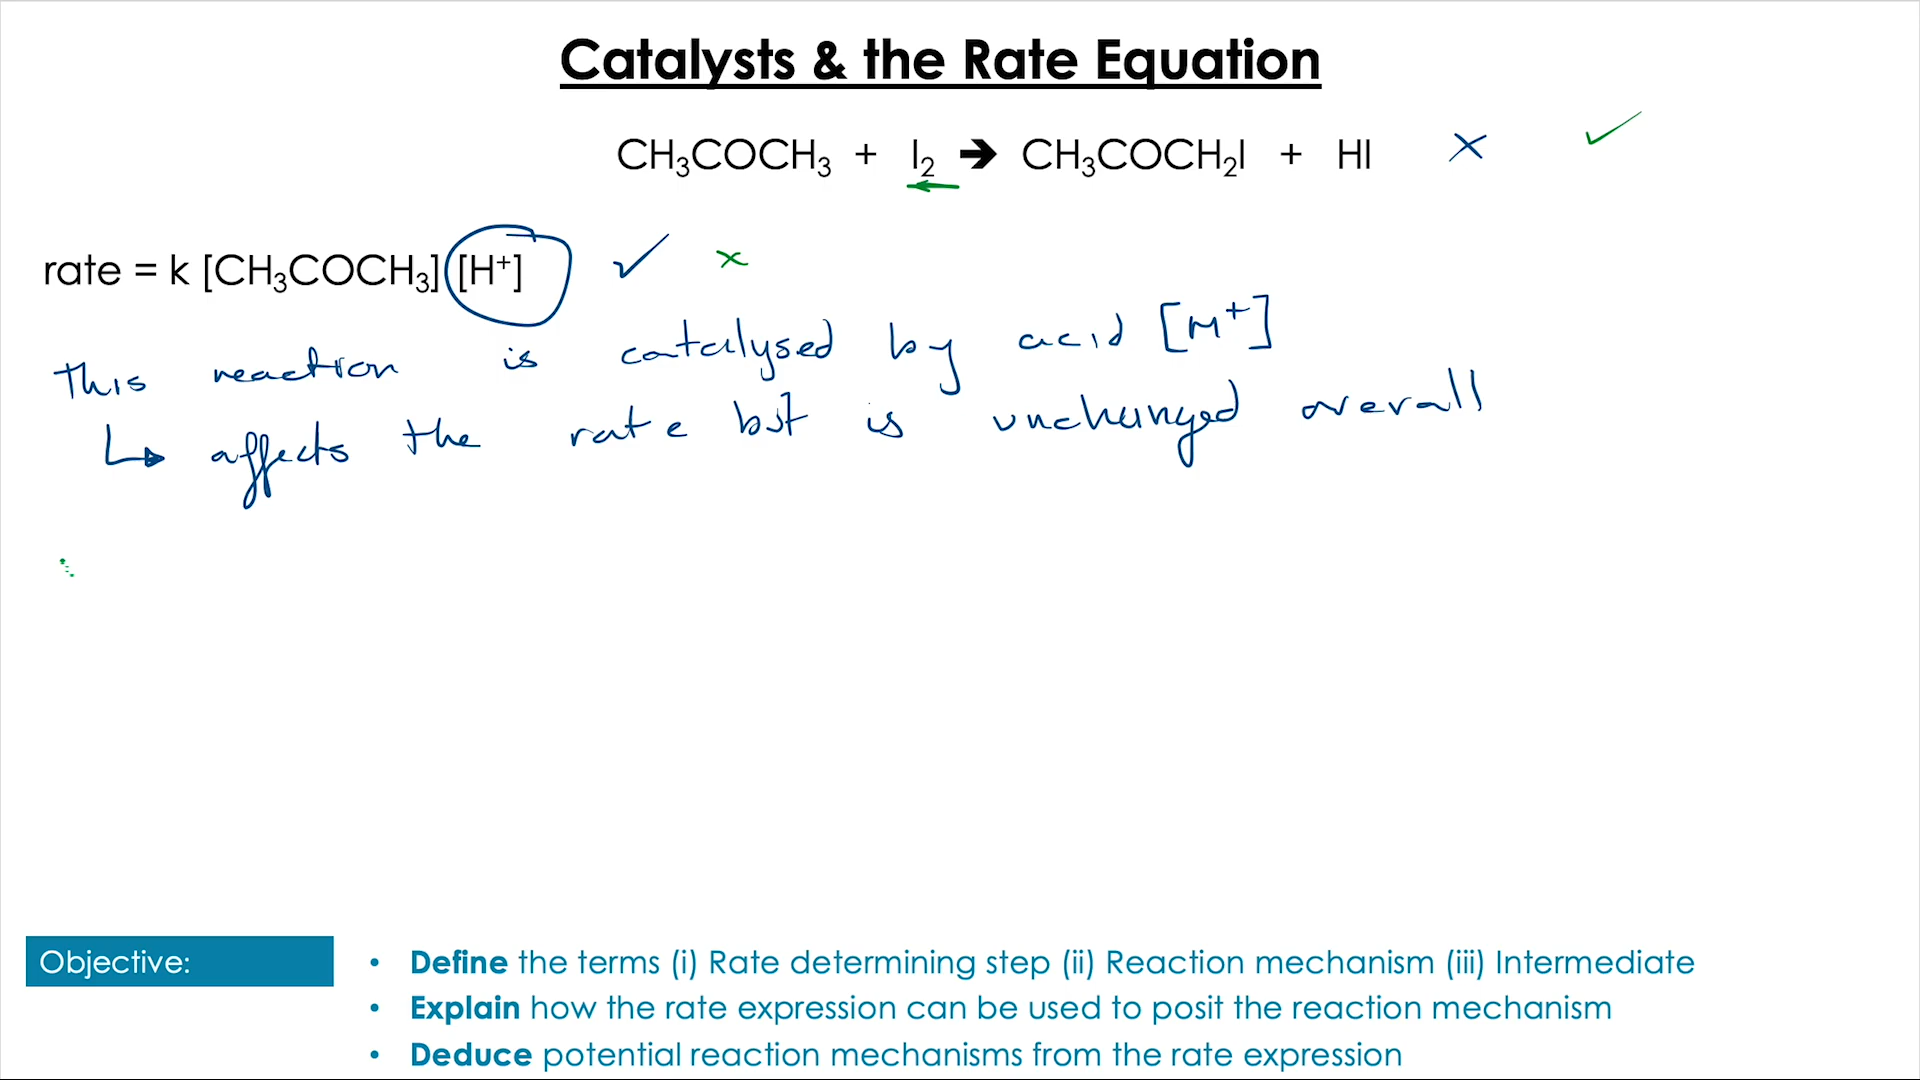 Catalysts & the Rate Equation
CH₃COCH₃ + I₂ ➔ CH₃COCH₂I + HI × ✓
rate = k [CH₃COCH₃] [H⁺] ✓ ×
This reaction is catalysed by acid [H⁺]
↳ affects the rate but is unchanged overall
Objective:
• Define the terms (i) Rate determining step (ii) Reaction mechanism (iii) Intermediate
• Explain how the rate expression can be used to posit the reaction mechanism
• Deduce potential reaction mechanisms from the rate expression